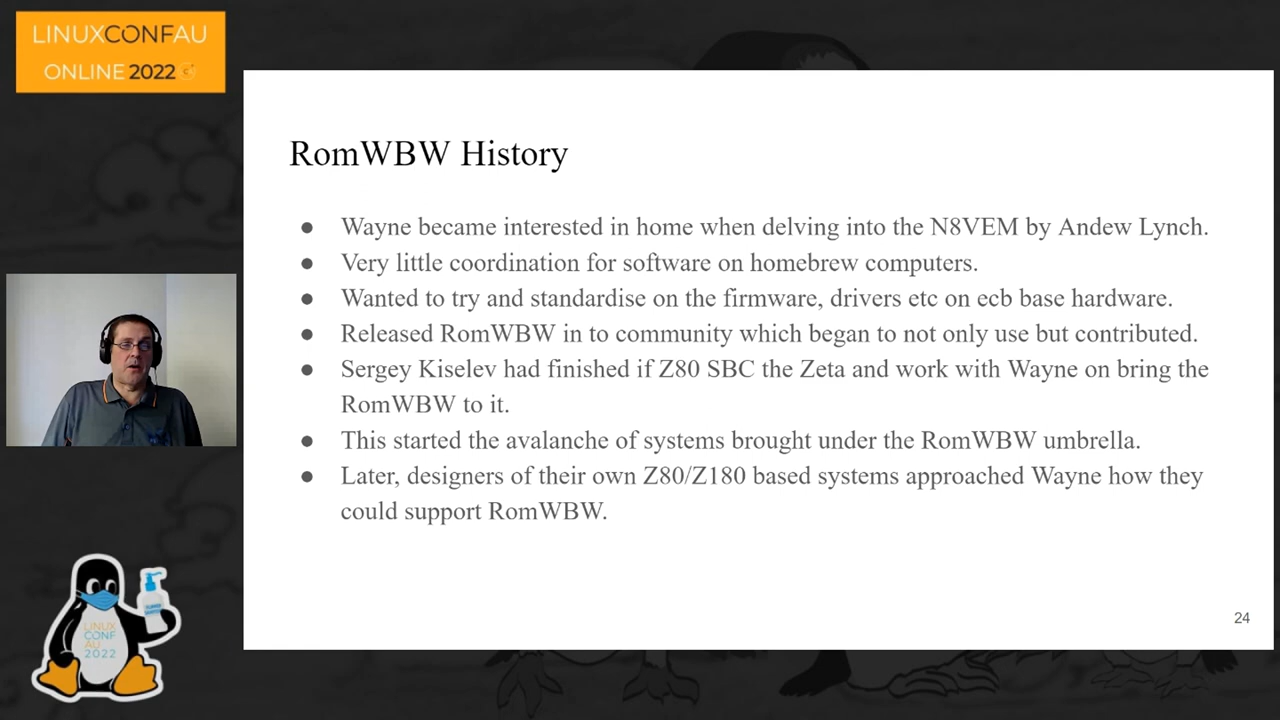 LINUXCONFAU
ONLINE 2022
RomWBW History
● Wayne became interested in home when delving into the N8VEM by Andew Lynch.
● Very little coordination for software on homebrew computers.
● Wanted to try and standardise on the firmware, drivers etc on ecb base hardware.
● Released RomWBW in to community which began to not only use but contributed.
● Sergey Kiselev had finished if Z80 SBC the Zeta and work with Wayne on bring the
RomWBW to it.
● This started the avalanche of systems brought under the RomWBW umbrella.
● Later, designers of their own Z80/Z180 based systems approached Wayne how they
could support RomWBW.
24
LINUX
CONF
AU
2022